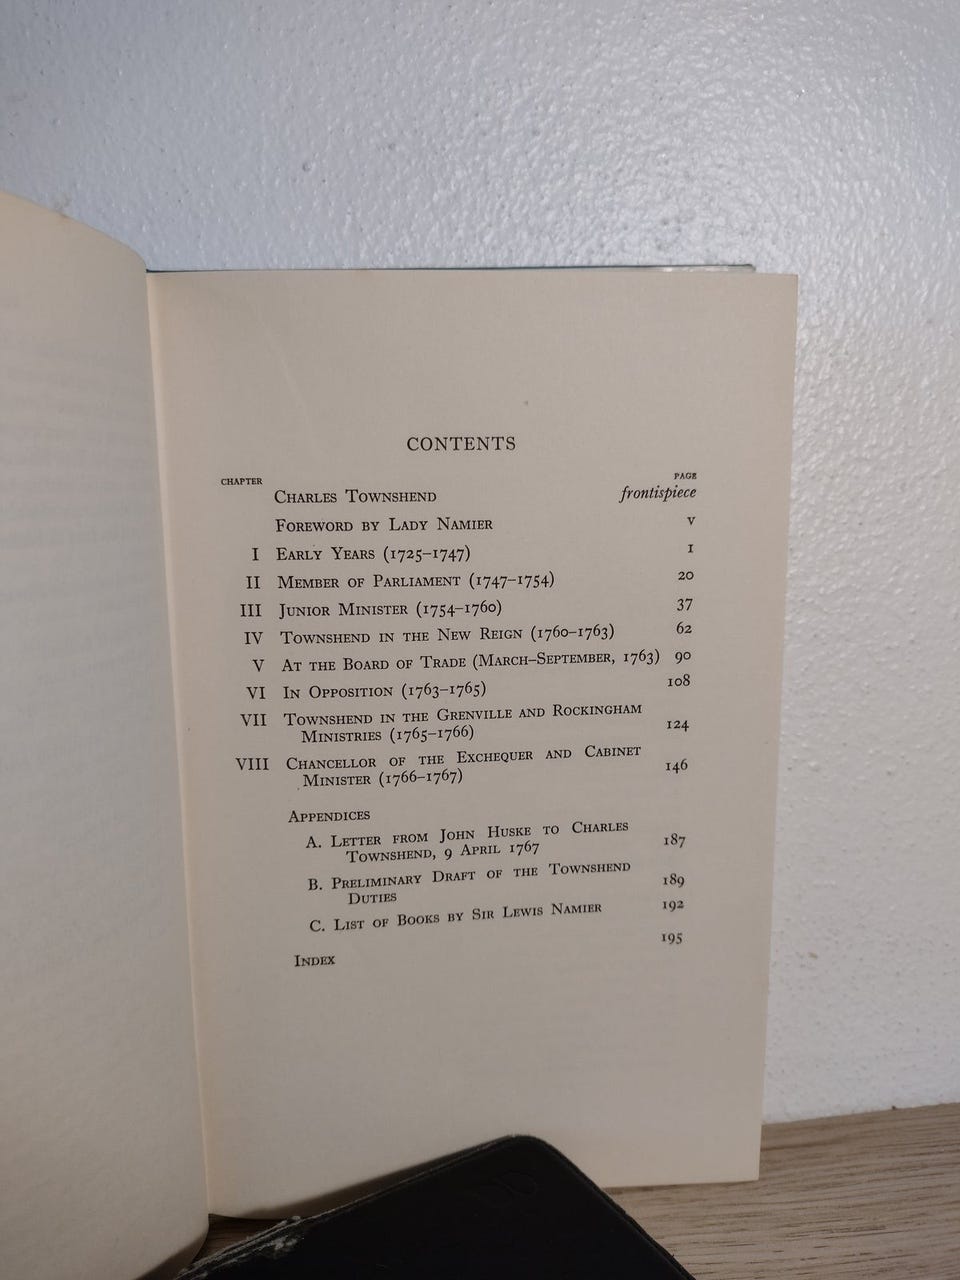 CONTENTS
CHAPTER PAGE
CHARLES TOWNSHEND frontispiece
FOREWORD BY LADY NAMIER v
I EARLY YEARS (1725–1747) 1
II MEMBER OF PARLIAMENT (1747–1754) 20
III JUNIOR MINISTER (1754–1760) 37
IV TOWNSHEND IN THE NEW REIGN (1760–1763) 62
V AT THE BOARD OF TRADE (MARCH–SEPTEMBER, 1763) 90
VI IN OPPOSITION (1763–1765) 108
VII TOWNSHEND IN THE GRENVILLE AND ROCKINGHAM
MINISTRIES (1765–1766) 124
VIII CHANCELLOR OF THE EXCHEQUER AND CABINET
MINISTER (1766–1767) 146
APPENDICES
A. LETTER FROM JOHN HUSKE TO CHARLES
TOWNSHEND, 9 APRIL 1767 187
B. PRELIMINARY DRAFT OF THE TOWNSHEND
DUTIES 189
C. LIST OF BOOKS BY SIR LEWIS NAMIER 192
INDEX 195